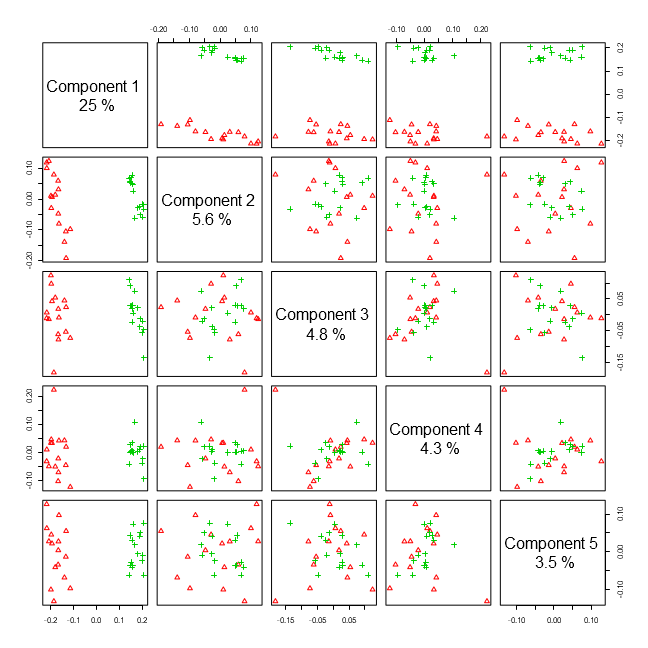 -0.10 0.00 0.10
-0.10 0.00 0.10 0.20
Component 1
25 %
-0.2 -0.1 0.0 0.1 0.2
-0.20 -0.10 0.00 0.10
Component 2
5.6 %
Component 3
4.8 %
-0.15 -0.05 0.05
-0.10 0.00 0.10 0.20
Component 4
4.3 %
Component 5
3.5 %
-0.10 0.00 0.10
-0.2 -0.1 0.0 0.1 0.2
-0.15 -0.05 0.05
-0.10 0.00 0.10